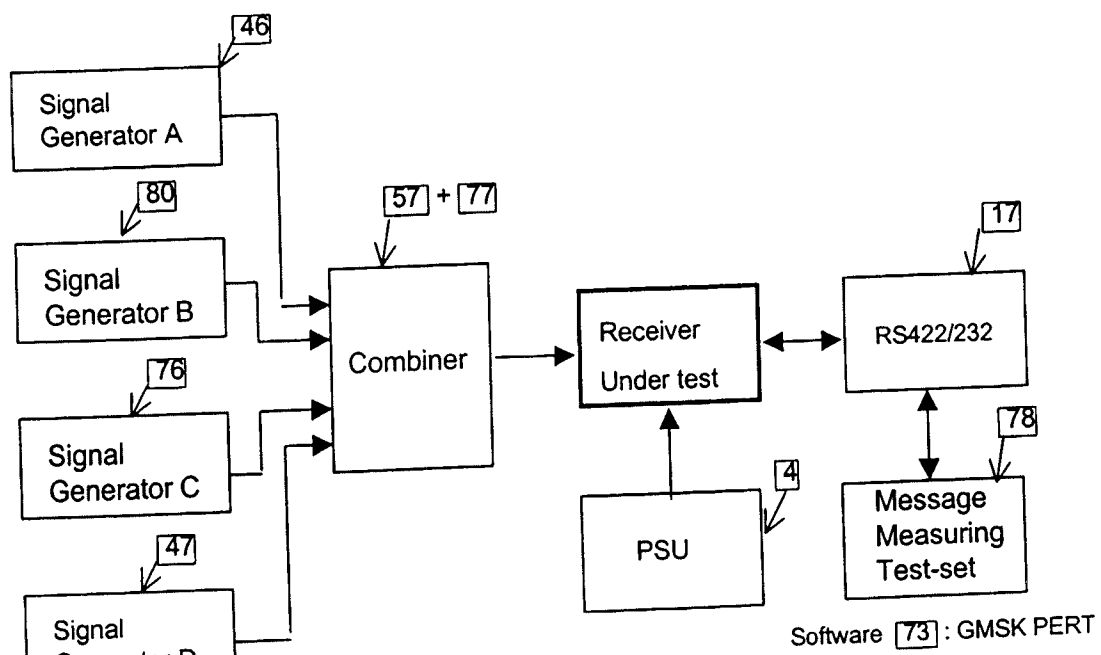 46
Signal
Generator A
80
57 + 77
17
Signal
Generator B
Combiner
Receiver
Under test
RS422/232
76
Signal
Generator C
78
4
PSU
Message
Measuring
Test-set
47
Signal
Software 73 : GMSK PERT